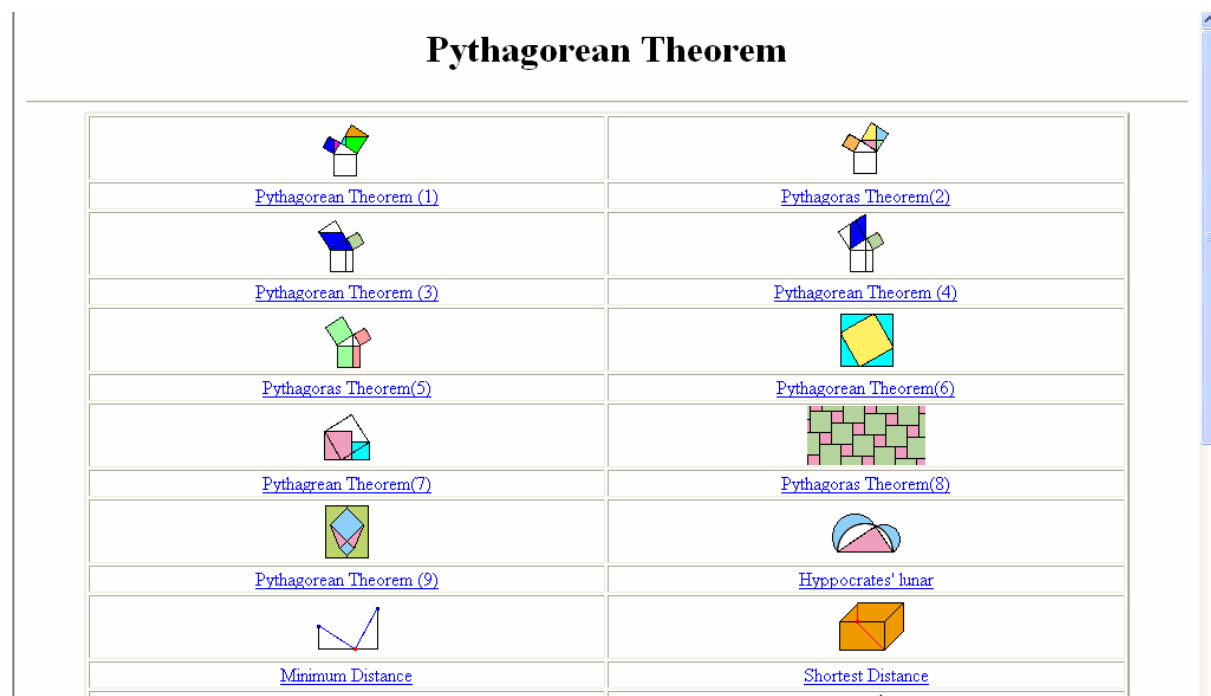 Pythagorean Theorem
Pythagorean Theorem (1)
Pythagoras Theorem(2)
Pythagorean Theorem (3)
Pythagorean Theorem (4)
Pythagoras Theorem(5)
Pythagorean Theorem(6)
Pythagrean Theorem(7)
Pythagoras Theorem(8)
Pythagorean Theorem (9)
Hyppocrates' lunar
Minimum Distance
Shortest Distance